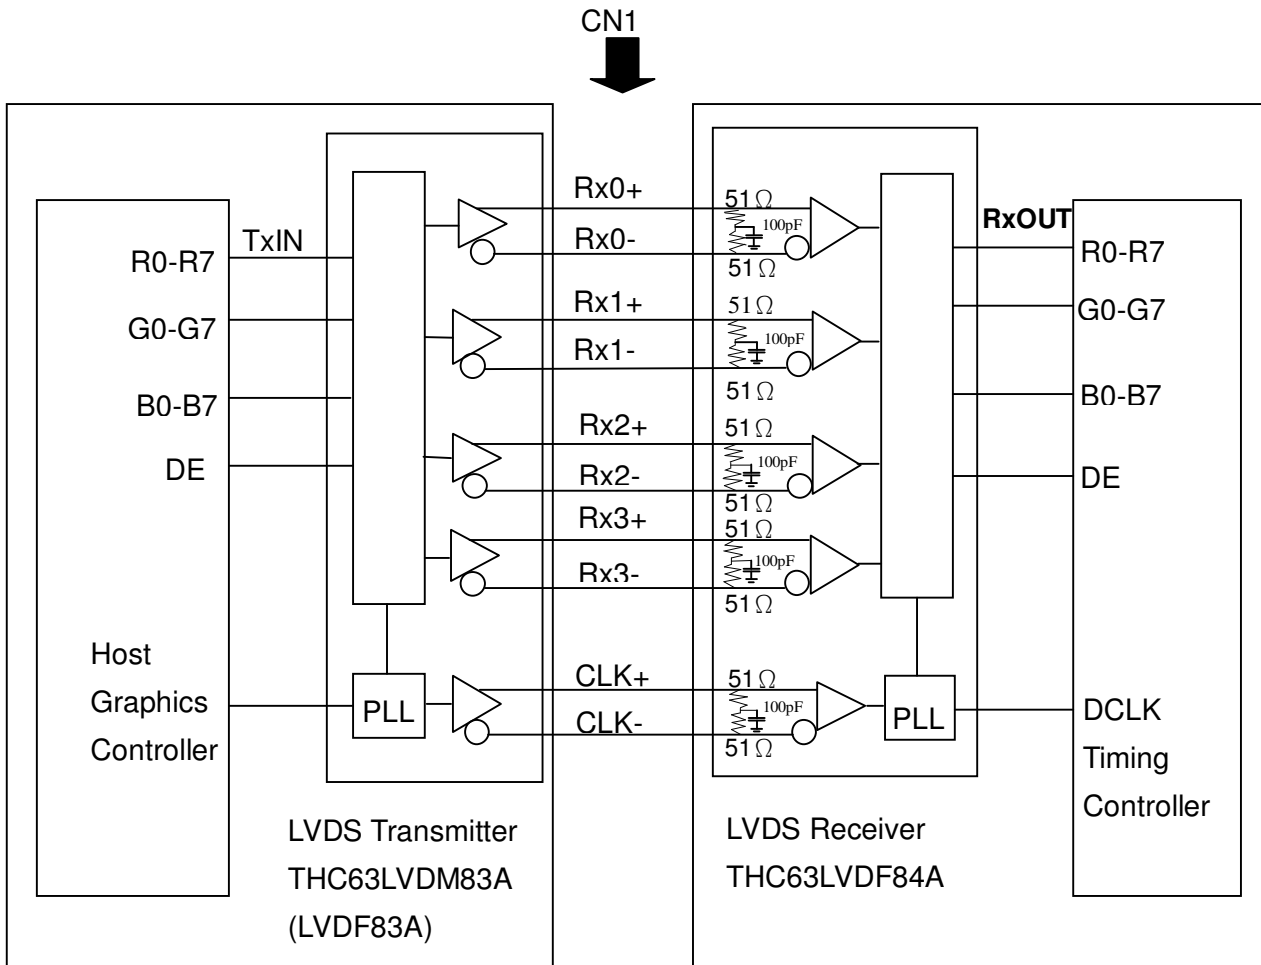 CN1
TxIN
R0-R7
G0-G7
B0-B7
DE
Host
Graphics
Controller
PLL
LVDS Transmitter
THC63LVDM83A
(LVDF83A)
Rx0+
Rx0-
Rx1+
Rx1-
Rx2+
Rx2-
Rx3+
Rx3-
CLK+
CLK-
51Ω
100pF
51Ω
51Ω
100pF
51Ω
51Ω
100pF
51Ω
51Ω
100pF
51Ω
51Ω
100pF
51Ω
PLL
LVDS Receiver
THC63LVDF84A
RxOUT
R0-R7
G0-G7
B0-B7
DE
DCLK
Timing
Controller